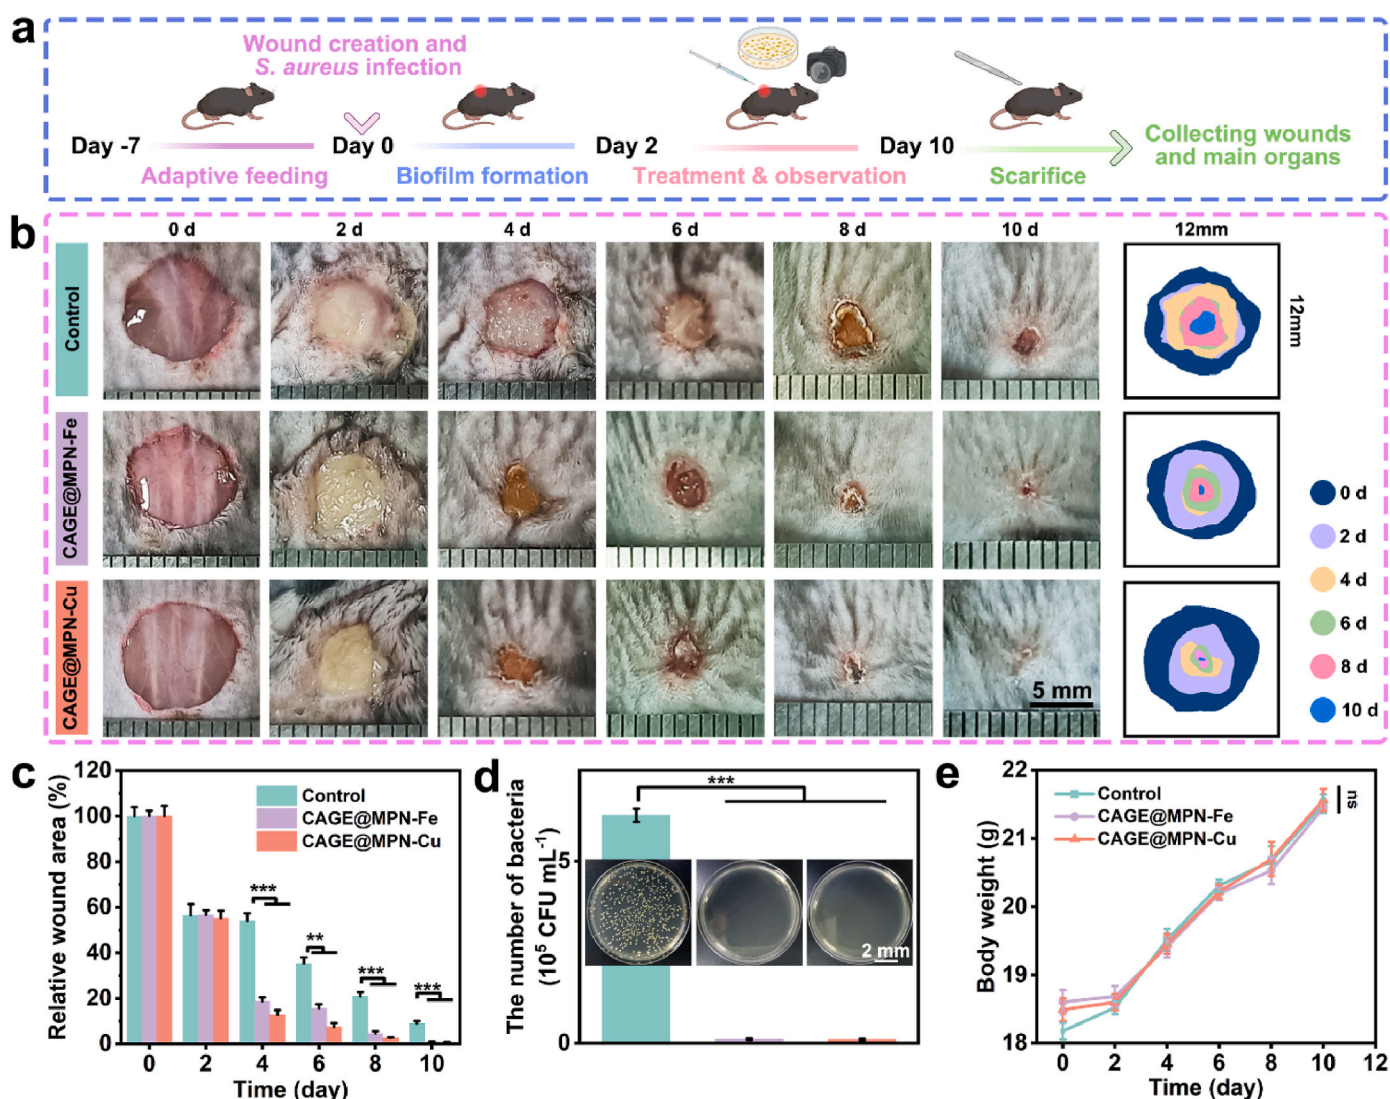 a
Wound creation and
S. aureus infection
Day -7
Day 0
Day 2
Day 10
Collecting wounds
and main organs
Adaptive feeding
Biofilm formation
Treatment & observation
Scarifice
b
0 d
2 d
4 d
6 d
8 d
10 d
12mm
12mm
Control
CAGE@MPN-Fe
CAGE@MPN-Cu
5 mm
0 d
2 d
4 d
6 d
8 d
10 d
c
Relative wound area (%)
120
100
80
60
40
20
0
Control
CAGE@MPN-Fe
CAGE@MPN-Cu
***
**
***
***
0
2
4
6
8
10
Time (day)
d
The number of bacteria
(10⁵ CFU mL⁻¹)
5
0
***
2 mm
e
Body weight (g)
22
21
20
18
18
Control
CAGE@MPN-Fe
CAGE@MPN-Cu
ns
0
2
4
6
8
10
12
Time (day)